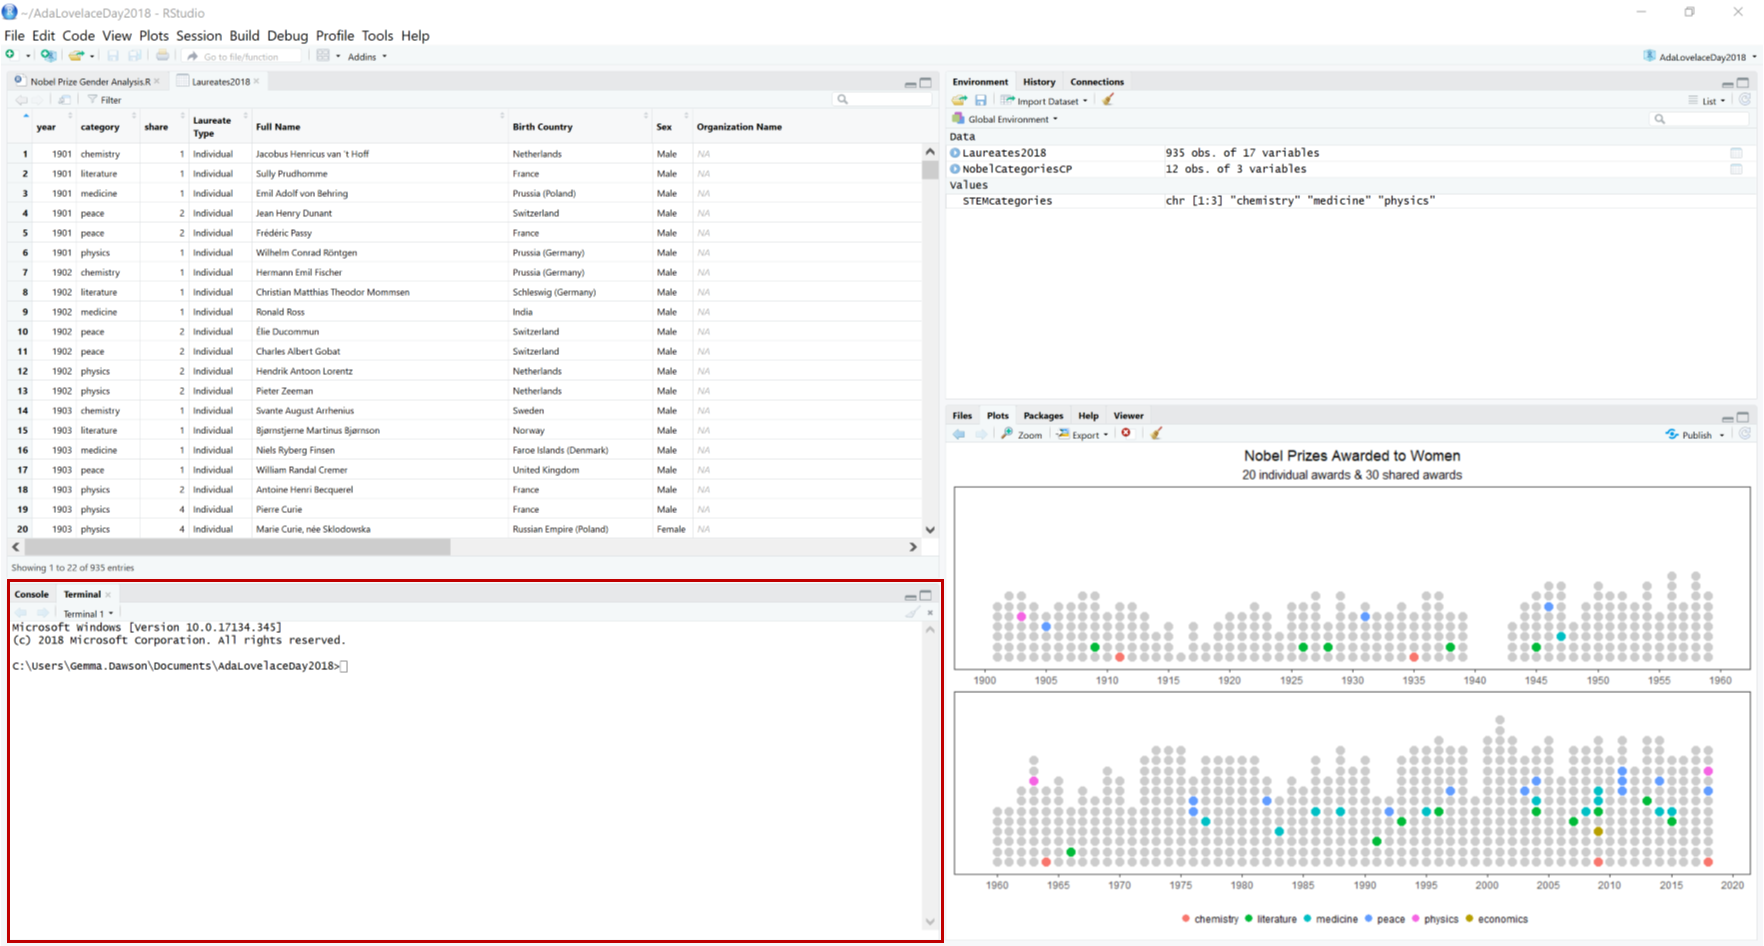 ~/AdaLovelaceDay2018 - RStudio
File Edit Code View Plots Session Build Debug Profile Tools Help
Go to file/function Addins AdaLovelaceDay2018
Nobel Prize Gender Analysis.R Laureates2018
Filter
year category share Laureate Type Full Name Birth Country Sex Organization Name
1 1901 chemistry 1 Individual Jacobus Henricus van 't Hoff Netherlands Male NA
2 1901 literature 1 Individual Sully Prudhomme France Male NA
3 1901 medicine 1 Individual Emil Adolf von Behring Prussia (Poland) Male NA
4 1901 peace 2 Individual Jean Henry Dunant Switzerland Male NA
5 1901 peace 2 Individual Frédéric Passy France Male NA
6 1901 physics 1 Individual Wilhelm Conrad Röntgen Prussia (Germany) Male NA
7 1902 chemistry 1 Individual Hermann Emil Fischer Prussia (Germany) Male NA
8 1902 literature 1 Individual Christian Matthias Theodor Mommsen Schleswig (Germany) Male NA
9 1902 medicine 1 Individual Ronald Ross India Male NA
10 1902 peace 2 Individual Élie Ducommun Switzerland Male NA
11 1902 peace 2 Individual Charles Albert Gobat Switzerland Male NA
12 1902 physics 2 Individual Hendrik Antoon Lorentz Netherlands Male NA
13 1902 physics 2 Individual Pieter Zeeman Netherlands Male NA
14 1903 chemistry 1 Individual Svante August Arrhenius Sweden Male NA
15 1903 literature 1 Individual Bjørnstjerne Martinus Bjørnson Norway Male NA
16 1903 medicine 1 Individual Niels Ryberg Finsen Faroe Islands (Denmark) Male NA
17 1903 peace 1 Individual William Randal Cremer United Kingdom Male NA
18 1903 physics 2 Individual Antoine Henri Becquerel France Male NA
19 1903 physics 4 Individual Pierre Curie France Male NA
20 1903 physics 4 Individual Marie Curie, née Sklodowska Russian Empire (Poland) Female NA
Showing 1 to 22 of 935 entries
Console Terminal
Terminal 1
Microsoft Windows [Version 10.0.17134.345]
(c) 2018 Microsoft Corporation. All rights reserved.
C:\Users\Gemma.Dawson\Documents\AdaLovelaceDay2018>
Environment History Connections
Import Dataset List
Global Environment
Data
Laureates2018 935 obs. of 17 variables
NobelCategoriesCP 12 obs. of 3 variables
Values
STEMcategories chr [1:3] "chemistry" "medicine" "physics"
Files Plots Packages Help Viewer
Zoom Export Publish
Nobel Prizes Awarded to Women
20 individual awards & 30 shared awards
1900 1905 1910 1915 1920 1925 1930 1935 1940 1945 1950 1955 1960
1960 1965 1970 1975 1980 1985 1990 1995 2000 2005 2010 2015 2020
chemistry literature medicine peace physics economics